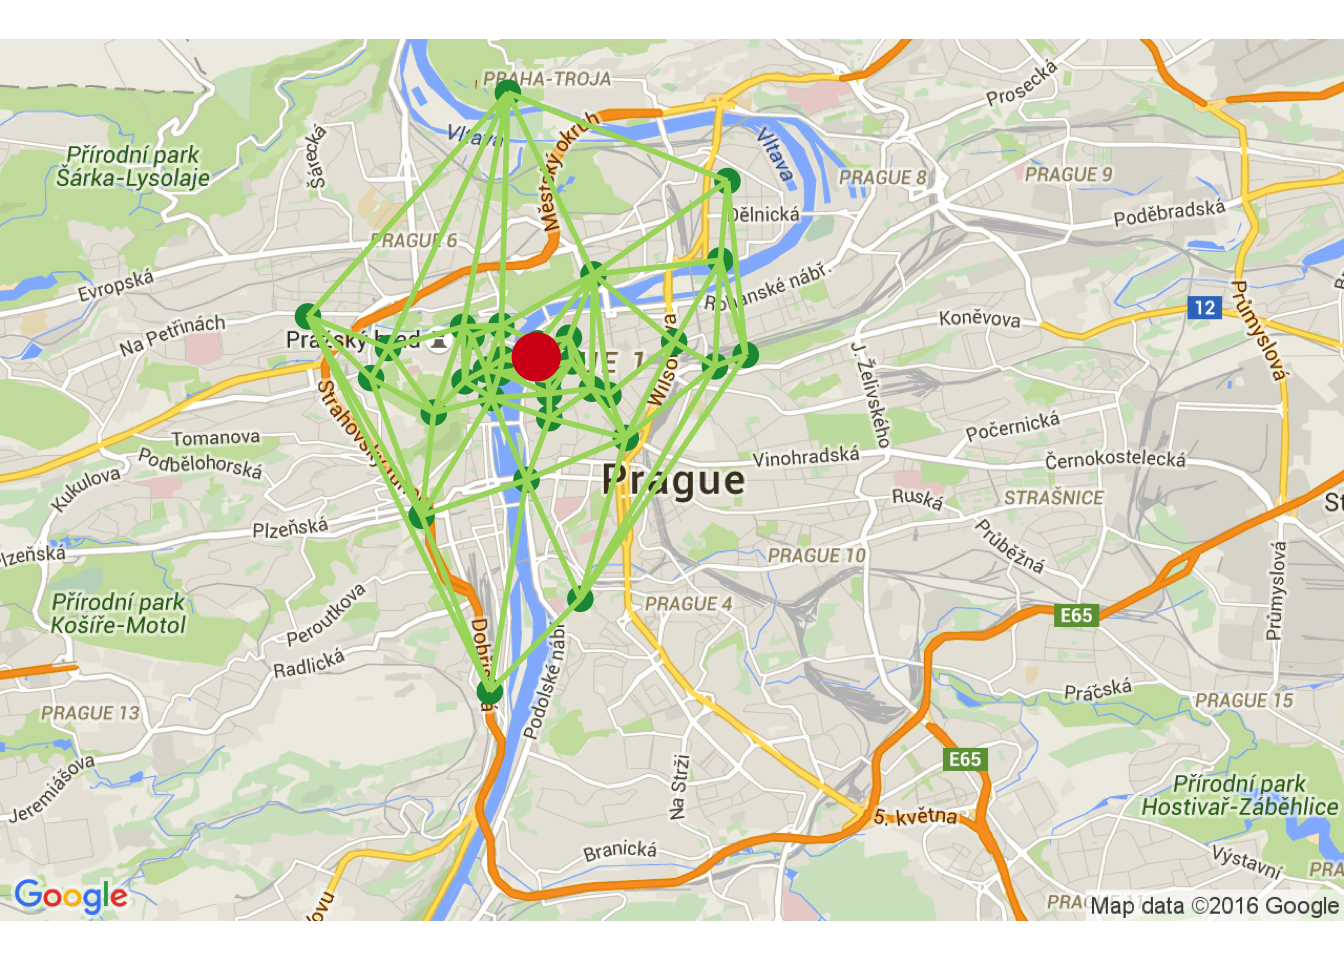 PRAHA-TROJA
Prosecká
Vltava
Městský okruh
Vltava
Šárecká
Přírodní park
Šárka-Lysolaje
PRAGUE 8
PRAGUE 9
Dělnická
Poděbradská
PRAGUE 6
Evropská
Rohanské nábř.
12
Průmyslová
Na Petřinách
Koněvova
Pražský hrad
Wilsonova
J. Želivského
Strahovský
Tomanova
Podbělohorská
Počernická
Vinohradská
Černokostelecká
Kukulova
Prague
Ruská
STRAŠNICE
Plzeňská
Plzeňská
Průběžná
PRAGUE 10
Přírodní park
Košíře-Motol
Peroutkova
PRAGUE 4
E65
Průmyslová
Radlická
Podolské nábř
Práčská
PRAGUE 15
PRAGUE 13
E65
Jeremiášova
Na Strži
Přírodní park
Hostivař-Záběhlice
5. května
Branická
Výstavní
Google
Map data ©2016 Google